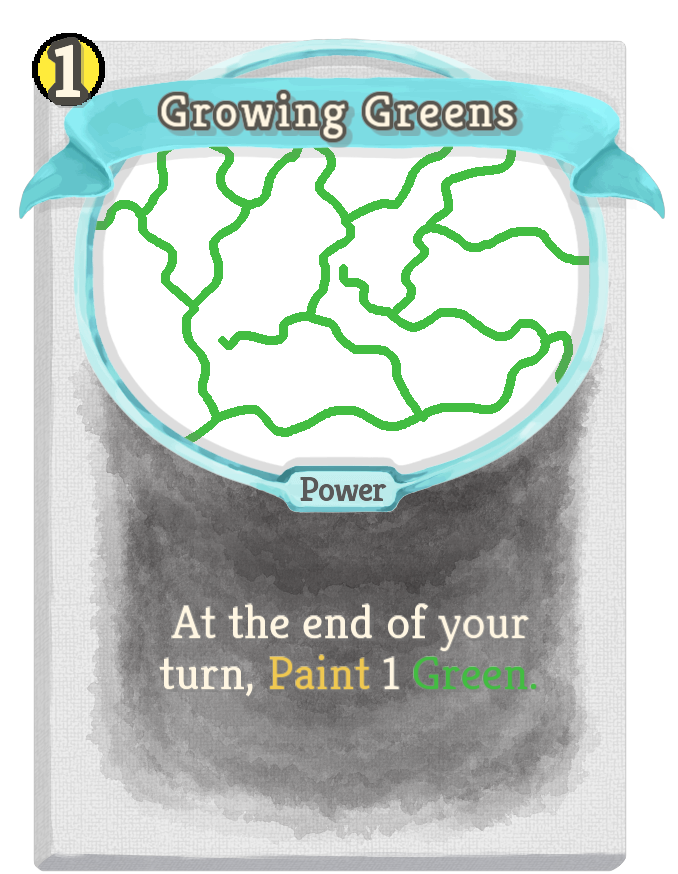 1
Growing Greens
Power
At the end of your
turn, Paint 1 Green.